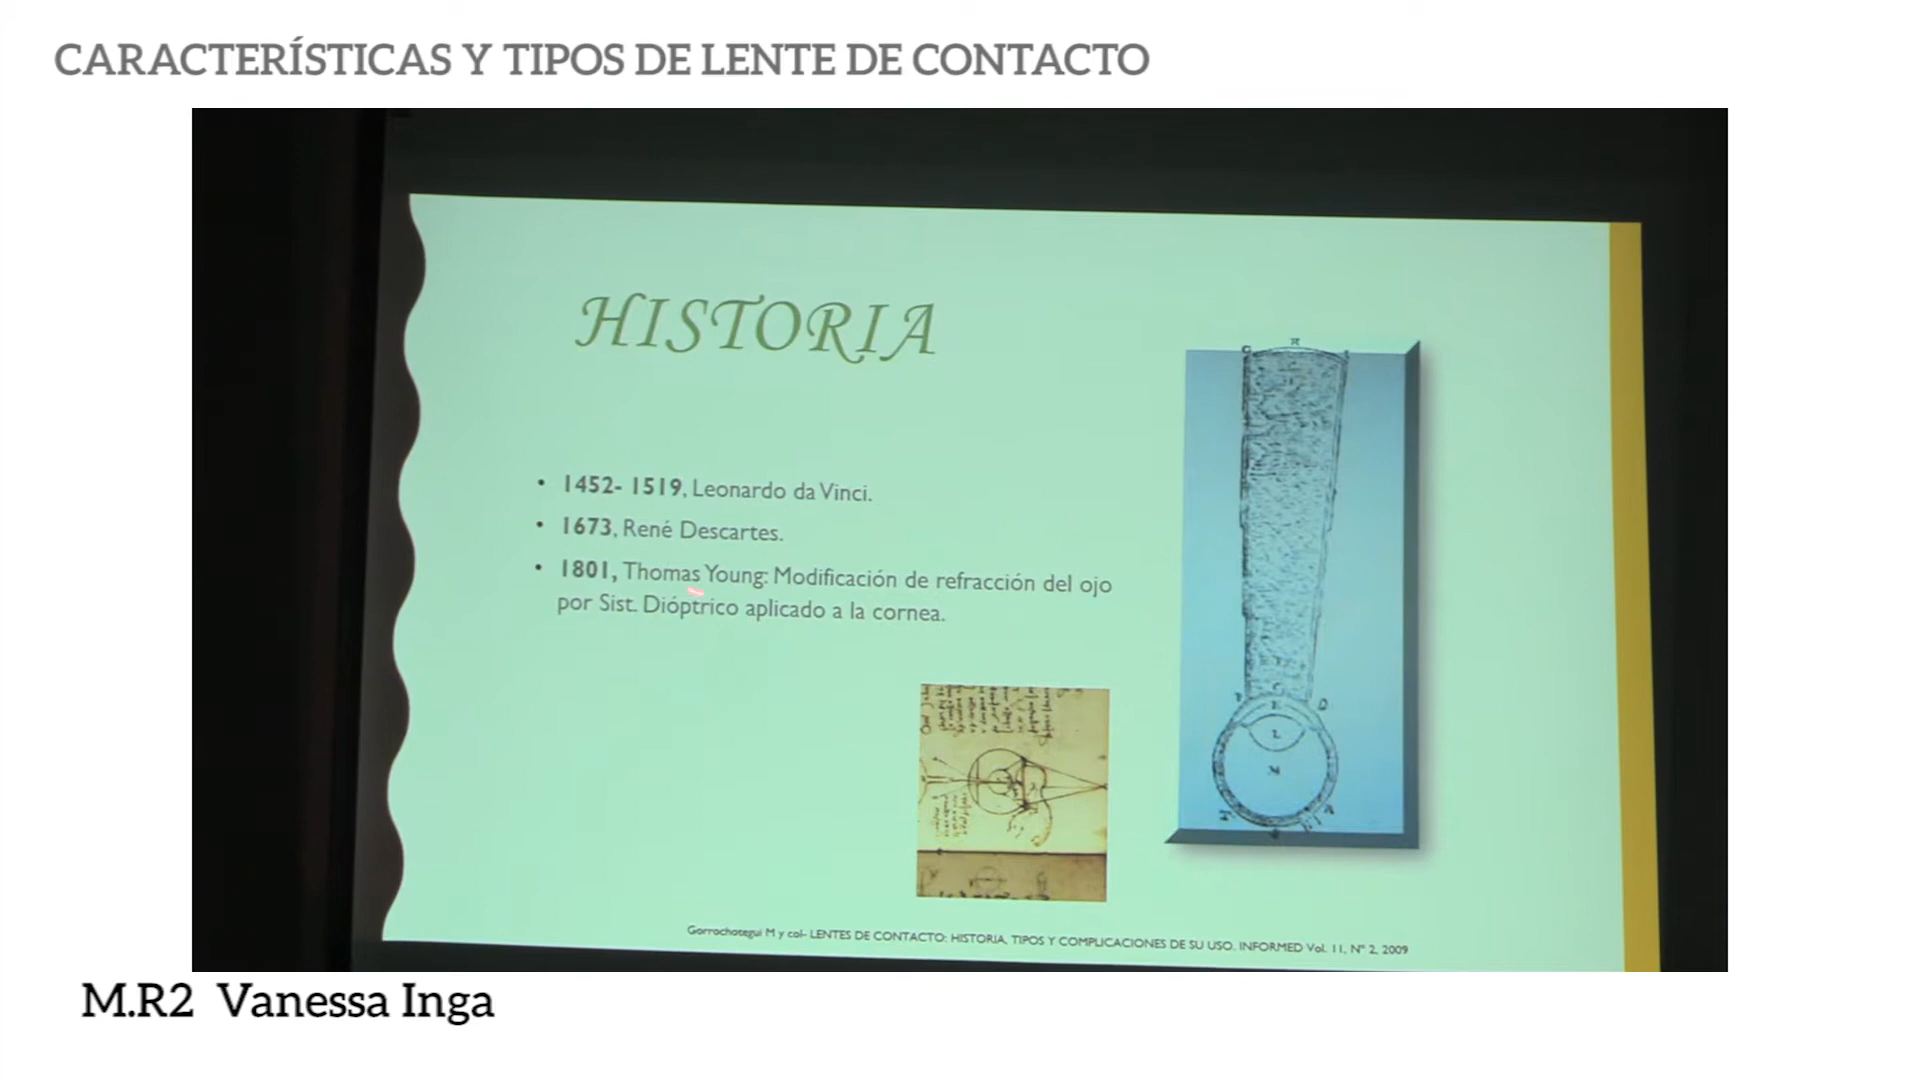 CARACTERÍSTICAS Y TIPOS DE LENTE DE CONTACTO
HISTORIA
• 1452- 1519, Leonardo da Vinci.
• 1673, René Descartes.
• 1801, Thomas Young: Modificación de refracción del ojo
por Sist. Dióptrico aplicado a la cornea.
L
Gorrochotegui M y col- LENTES DE CONTACTO: HISTORIA, TIPOS Y COMPLICACIONES DE SU USO. INFORMED Vol. 11, Nº 2, 2009
M.R2 Vanessa Inga